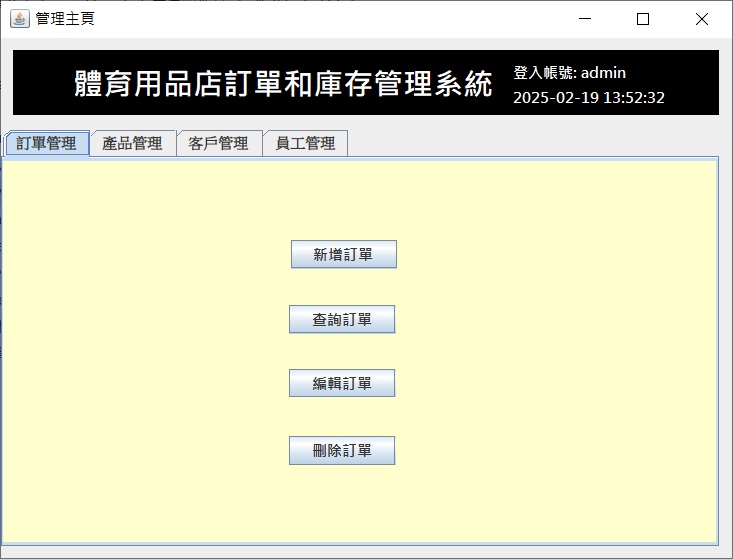 管理主頁
體育用品店訂單和庫存管理系統
登入帳號: admin
2025-02-19 13:52:32
訂單管理 產品管理 客戶管理 員工管理
新增訂單
查詢訂單
編輯訂單
刪除訂單